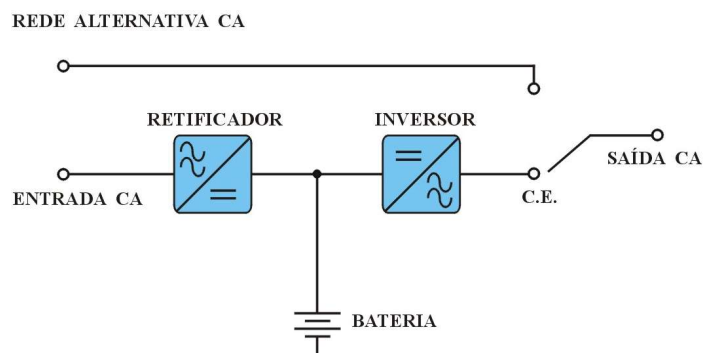 REDE ALTERNATIVA CA
RETIFICADOR
INVERSOR
ENTRADA CA
SAÍDA CA
C.E.
BATERIA